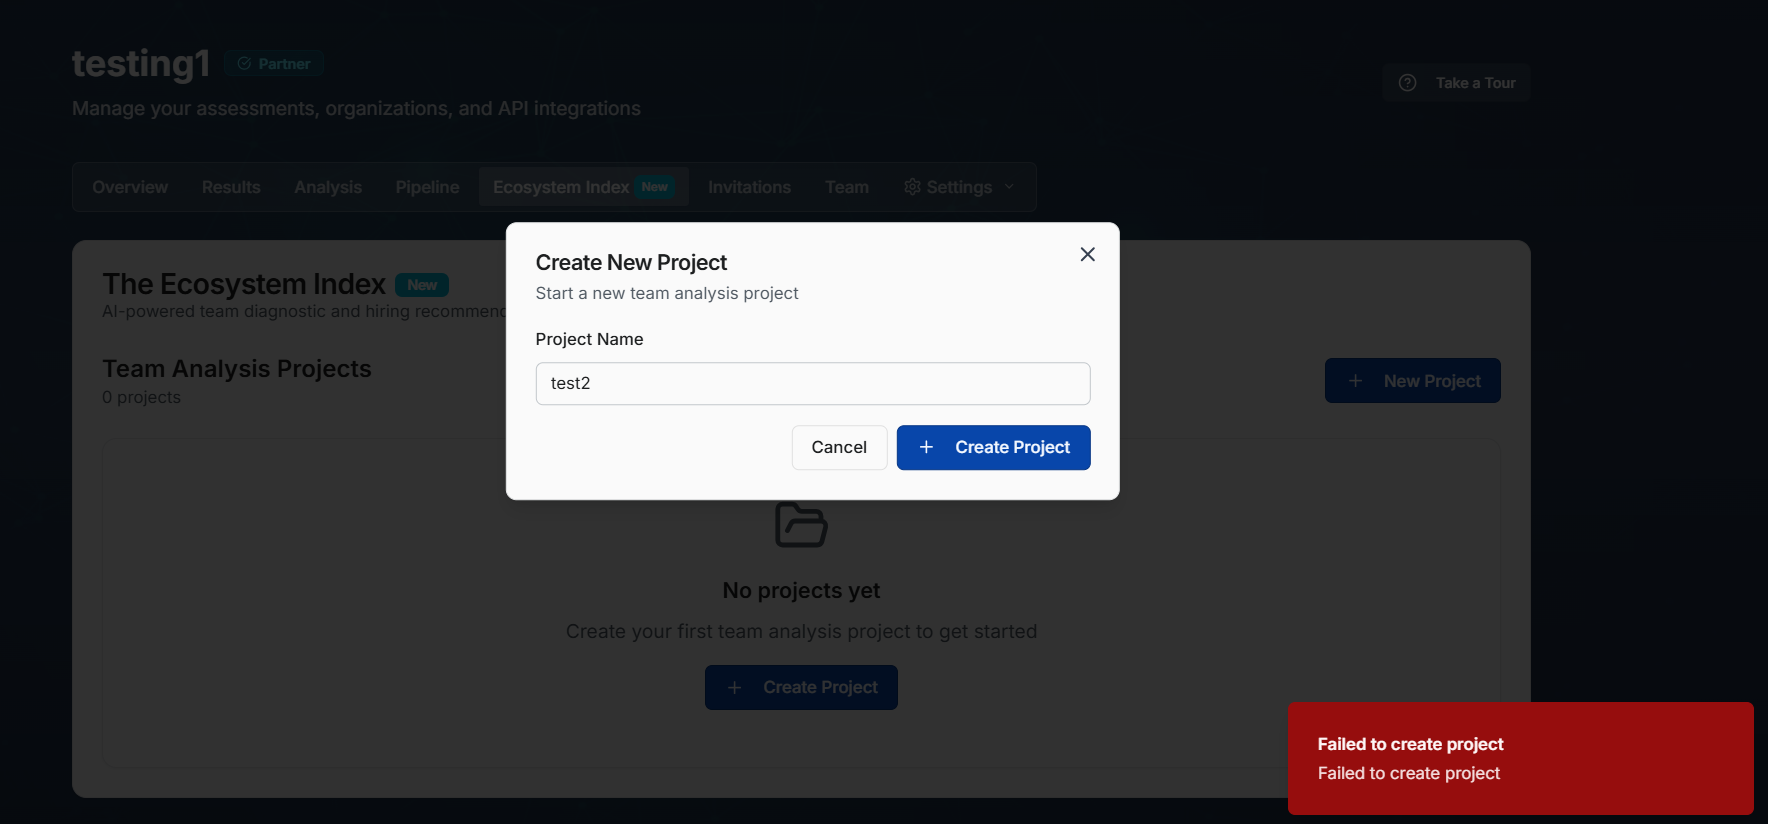 testing1 Partner
Manage your assessments, organizations, and API integrations
Take a Tour
Overview Results Analysis Pipeline Ecosystem Index New Invitations Team Settings
The Ecosystem Index New
AI-powered team diagnostic and hiring recommend
Team Analysis Projects
0 projects
New Project
Create New Project
Start a new team analysis project
Project Name
test2
Cancel Create Project
No projects yet
Create your first team analysis project to get started
Create Project
Failed to create project
Failed to create project